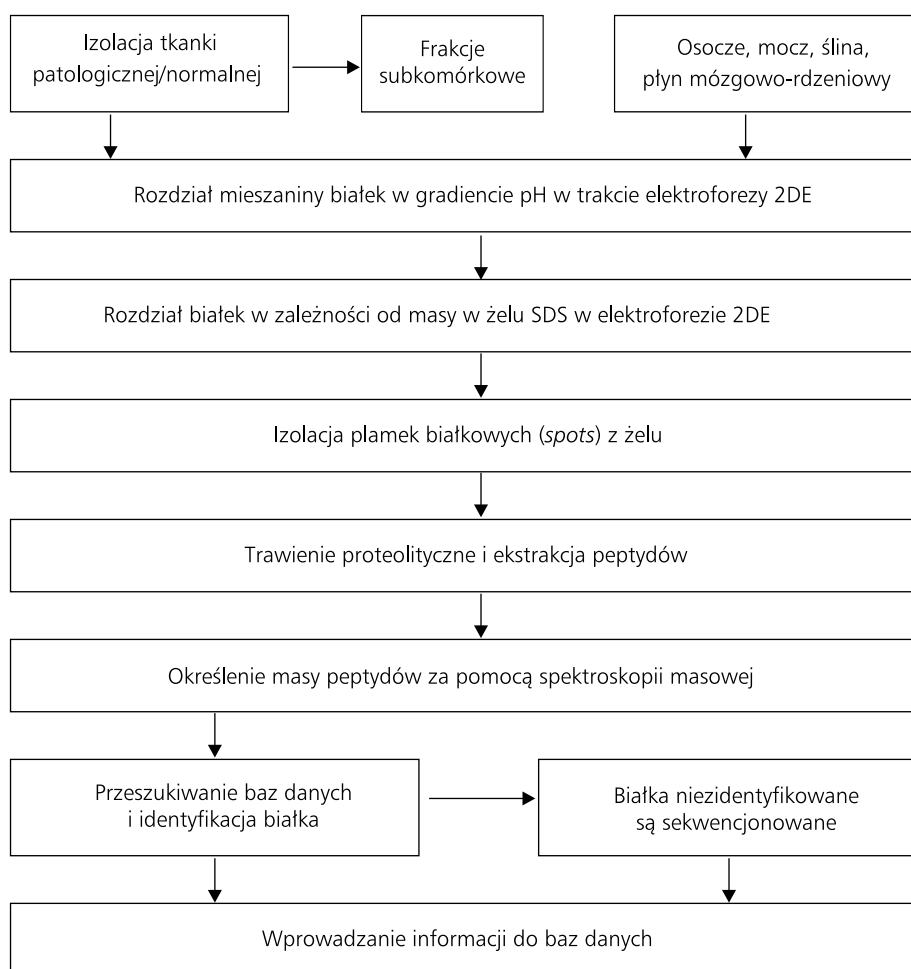 Izolacja tkanki
patologicznej/normalnej
Frakcje
subkomórkowe
Osocze, mocz, ślina,
płyn mózgowo-rdzeniowy
Rozdział mieszaniny białek w gradiencie pH w trakcie elektroforezy 2DE
Rozdział białek w zależności od masy w żelu SDS w elektroforezie 2DE
Izolacja plamek białkowych (spots) z żelu
Trawienie proteolityczne i ekstrakcja peptydów
Określenie masy peptydów za pomocą spektroskopii masowej
Przeszukiwanie baz danych
i identyfikacja białka
Białka niezidentyfikowane
są sekwencjonowane
Wprowadzanie informacji do baz danych